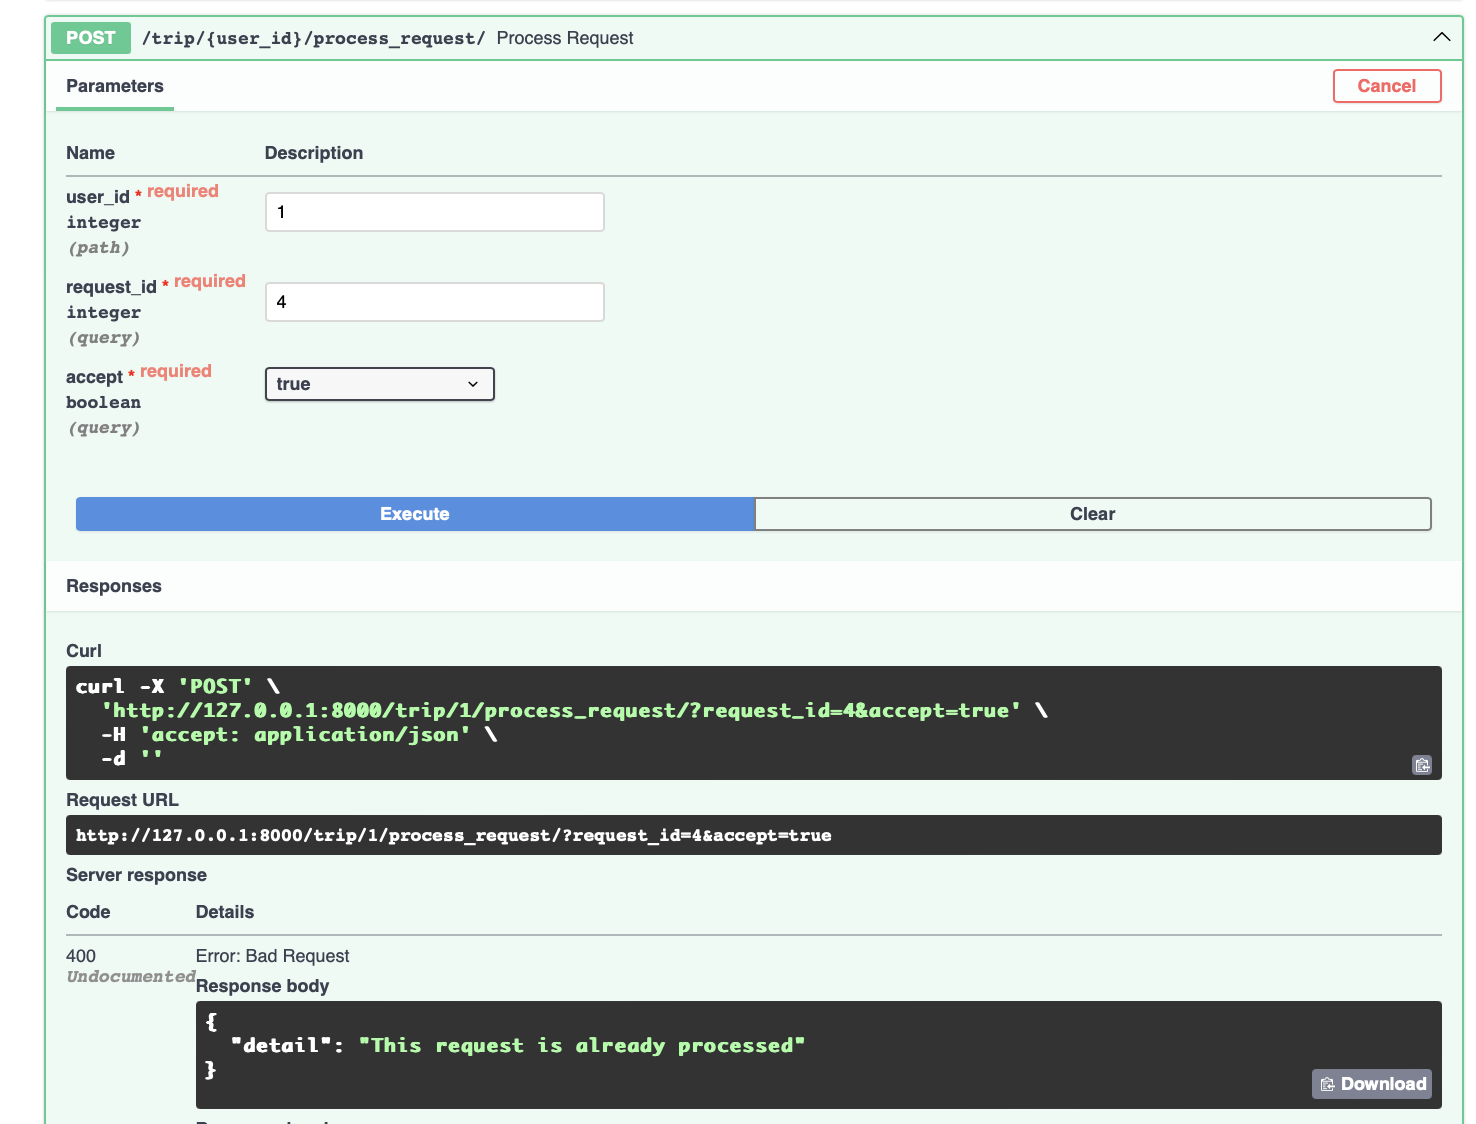 POST /trip/{user_id}/process_request/ Process Request
Parameters
Cancel
Name Description
user_id * required
integer
(path)
1
request_id * required
integer
(query)
4
accept * required
boolean
(query)
true
Execute
Clear
Responses
Curl
curl -X 'POST' \
'http://127.0.0.1:8000/trip/1/process_request/?request_id=4&accept=true' \
-H 'accept: application/json' \
-d ''
Request URL
http://127.0.0.1:8000/trip/1/process_request/?request_id=4&accept=true
Server response
Code Details
400
Undocumented
Error: Bad Request
Response body
{
"detail": "This request is already processed"
}
Download